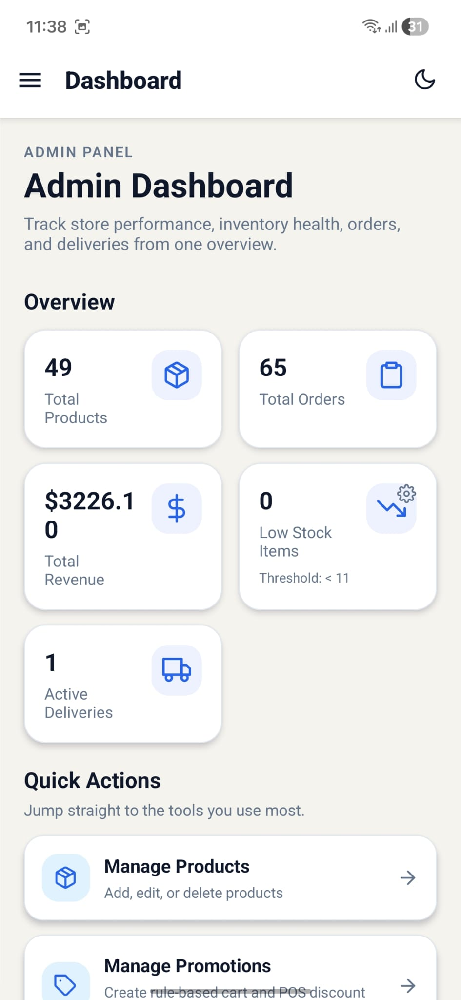 11:38
31
Dashboard
ADMIN PANEL
Admin Dashboard
Track store performance, inventory health, orders,
and deliveries from one overview.
Overview
49
Total
Products
65
Total Orders
$3226.1
0
Total
Revenue
0
Low Stock
Items
Threshold: < 11
1
Active
Deliveries
Quick Actions
Jump straight to the tools you use most.
Manage Products
Add, edit, or delete products
Manage Promotions
Create rule-based cart and POS discount